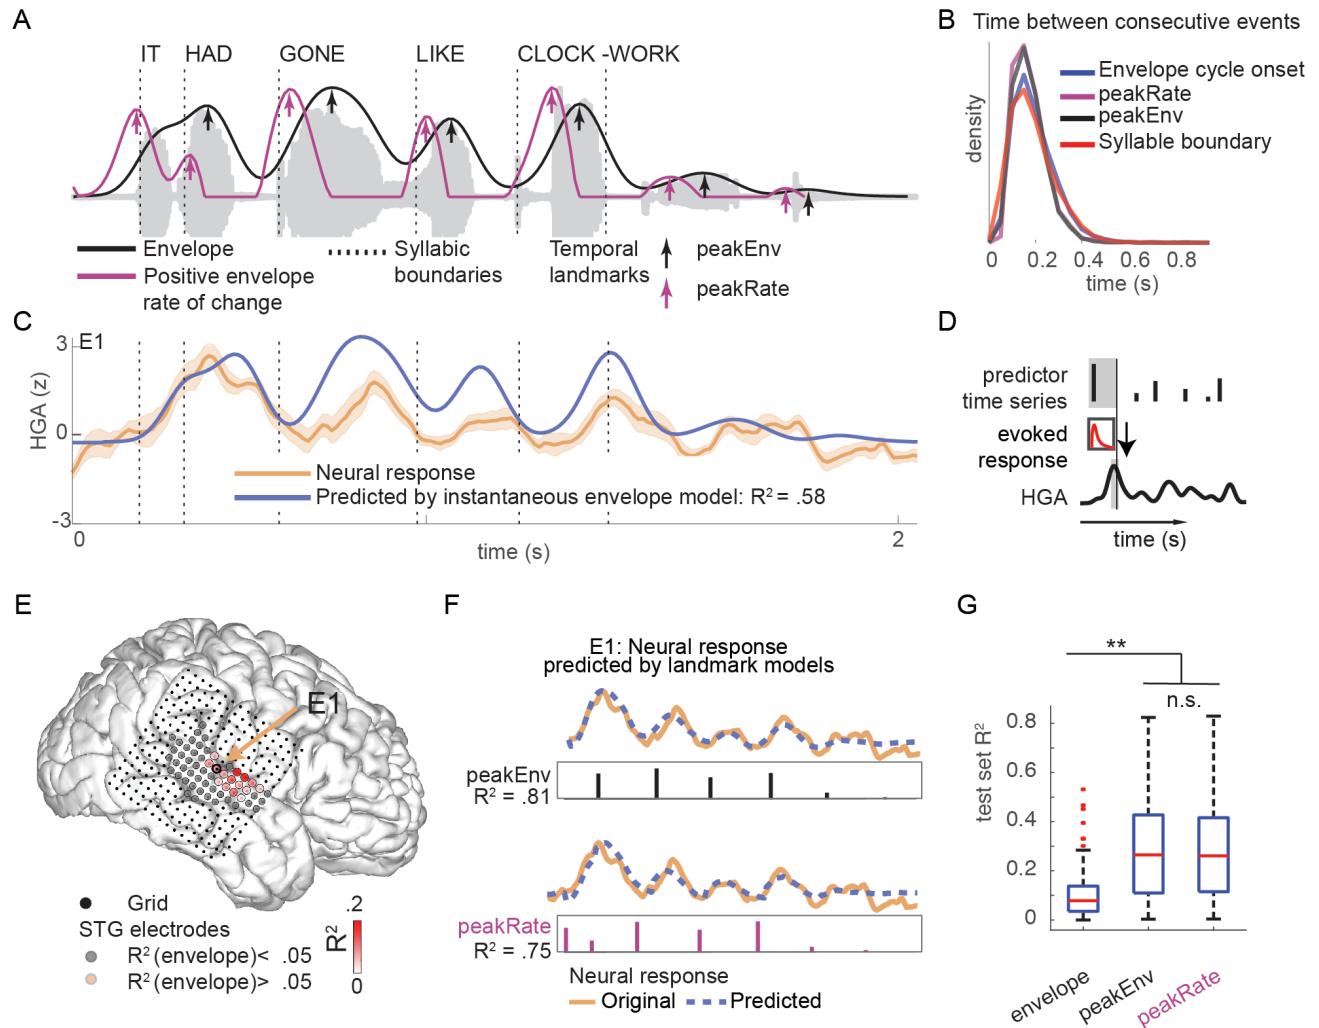 A
IT HAD GONE LIKE CLOCK -WORK
Envelope
Positive envelope
rate of change
Syllabic
boundaries
Temporal
landmarks
peakEnv
peakRate
B
Time between consecutive events
density
Envelope cycle onset
peakRate
peakEnv
Syllable boundary
0 0.2 0.4 0.6 0.8
time (s)
C
E1
HGA (z)
3
0
-3
Neural response
Predicted by instantaneous envelope model: R² = .58
0 2
time (s)
D
predictor
time series
evoked
response
HGA
time (s)
E
E1
Grid
STG electrodes
R² (envelope)< .05
R² (envelope)> .05
R²
.2
0
F
E1: Neural response
predicted by landmark models
peakEnv
R² = .81
peakRate
R² = .75
Neural response
Original Predicted
G
**
n.s.
test set R²
0.8
0.6
0.4
0.2
0
envelope
peakEnv
peakRate